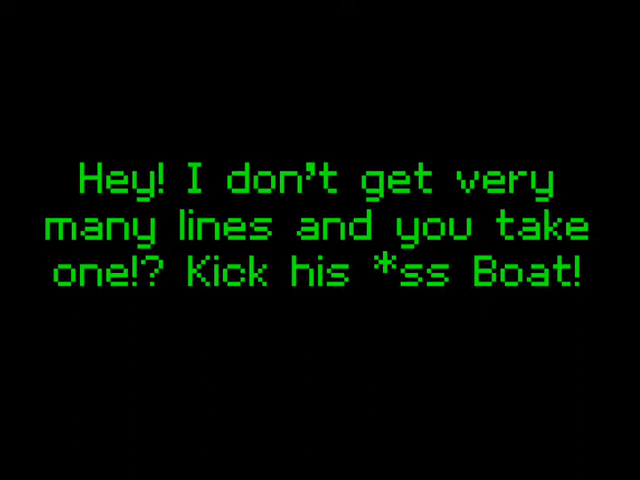 Hey! I don't get very
many lines and you take
one!? Kick his *ss Boat!